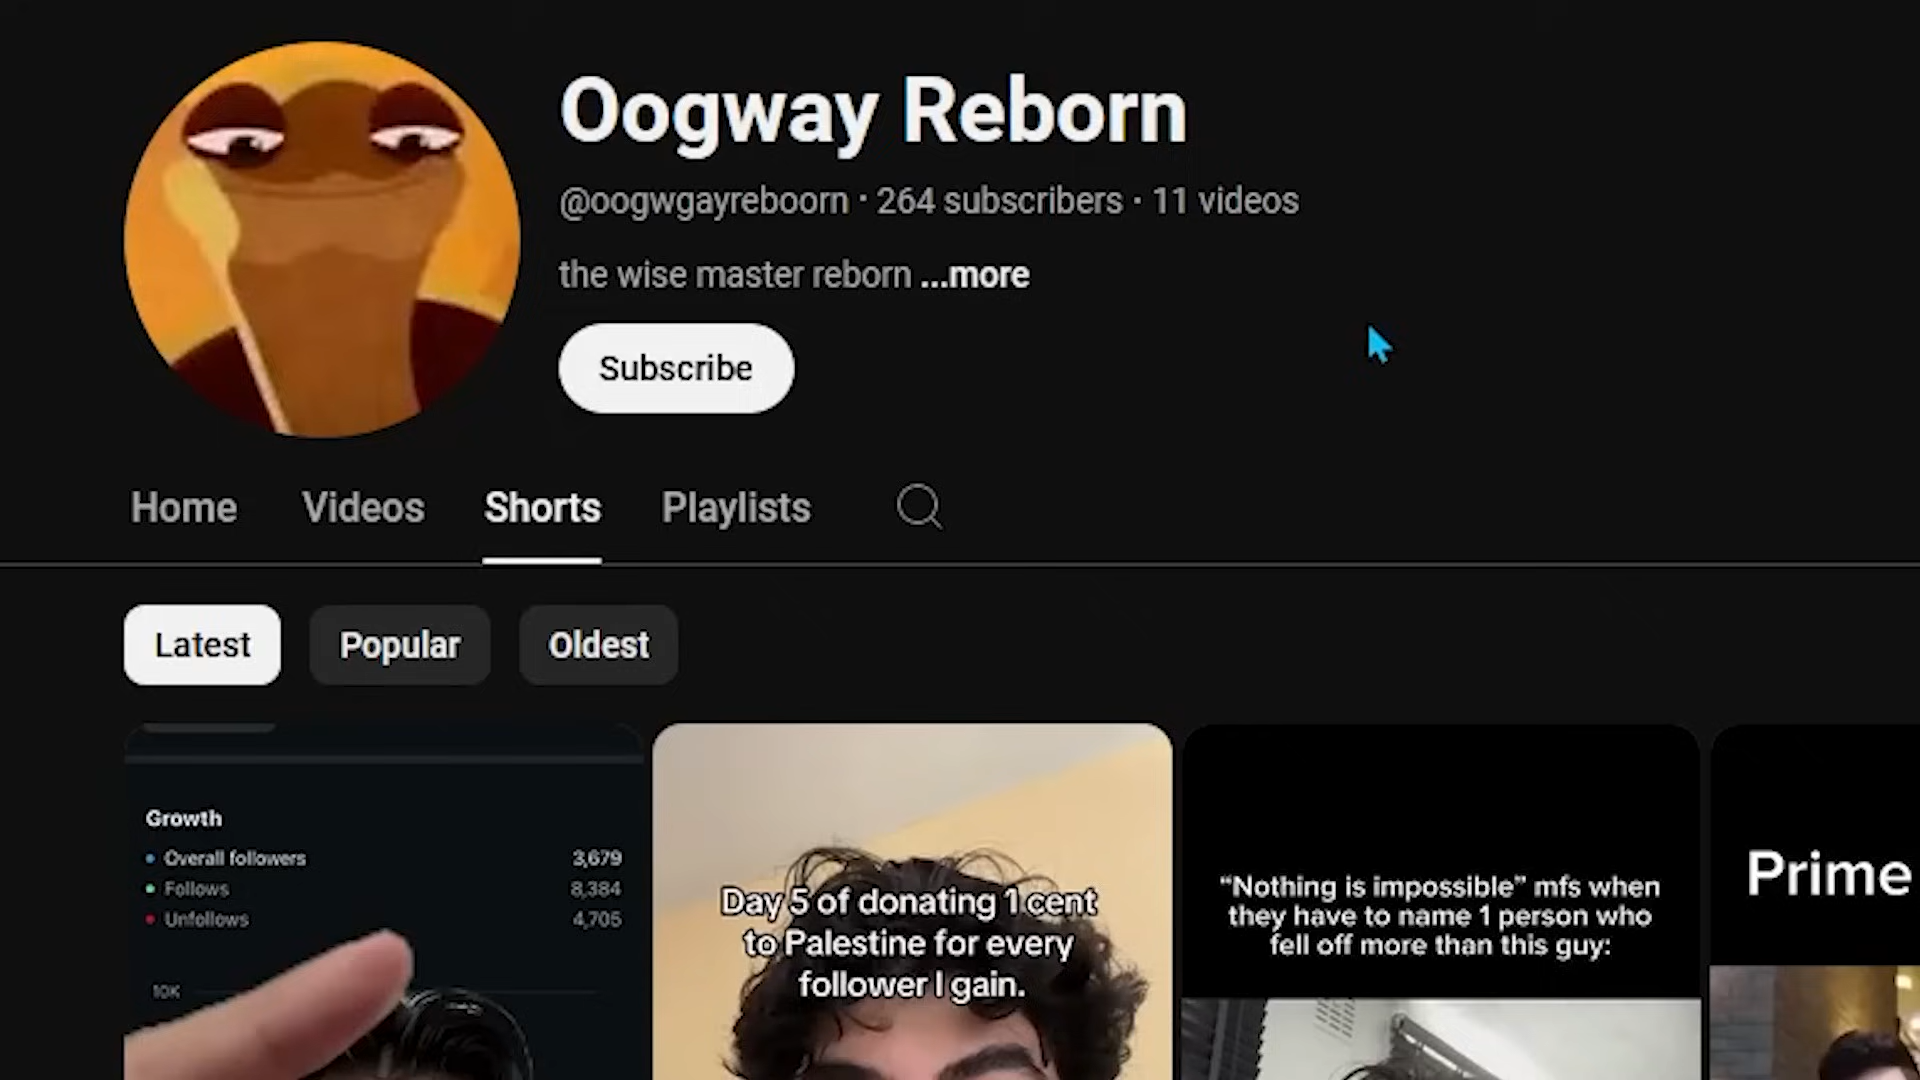 Oogway Reborn
@oogwgayreboorn · 264 subscribers · 11 videos
the wise master reborn ...more
Subscribe
Home Videos Shorts Playlists
Latest Popular Oldest
Growth
Overall followers 3,679
Follows 8,384
Unfollows 4,705
10K
Day 5 of donating 1 cent
to Palestine for every
follower I gain.
“Nothing is impossible” mfs when
they have to name 1 person who
fell off more than this guy:
Prime